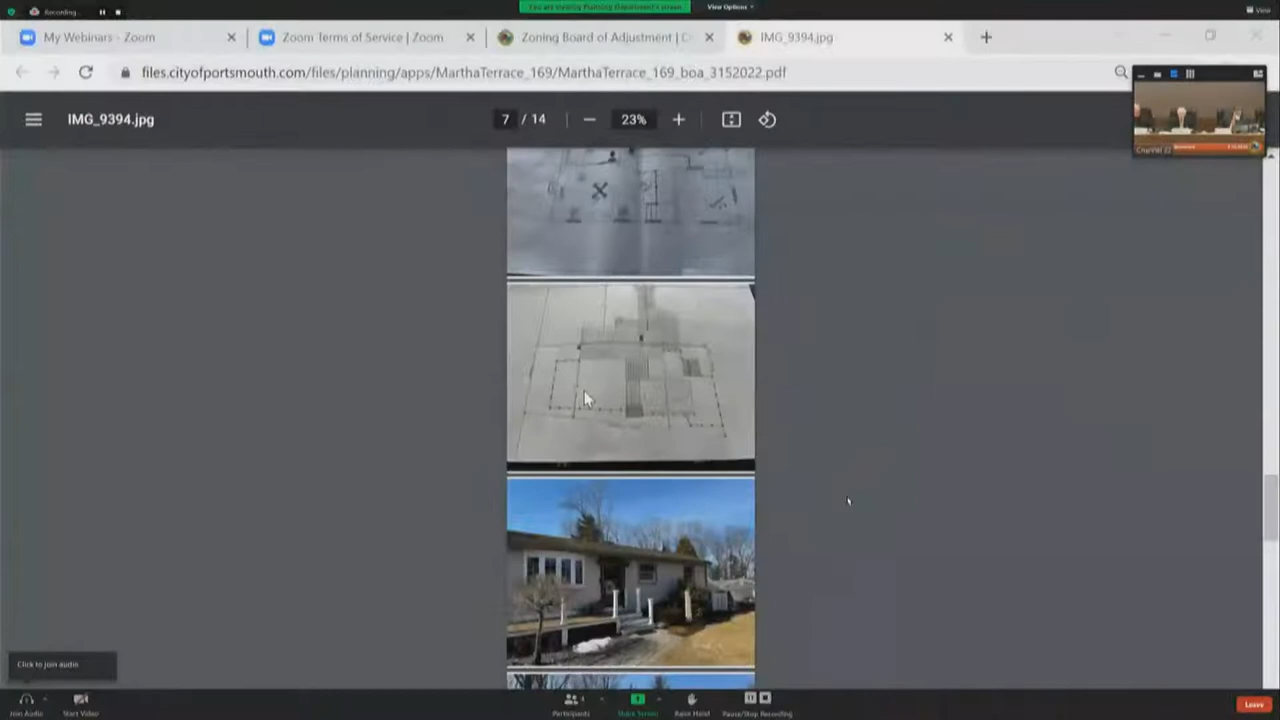 Recording...
You are viewing Planning Department's screen
View Options
View
My Webinars - Zoom
Zoom Terms of Service | Zoom
Zoning Board of Adjustment | C
IMG_9394.jpg
files.cityofportsmouth.com/files/planning/apps/MarthaTerrace_169/MarthaTerrace_169_boa_3152022.pdf
IMG_9394.jpg
7 / 14
23%
Click to join audio
Join Audio
Start Video
Participants
4
Share Screen
Raise Hand
Pause/Stop Recording
Leave